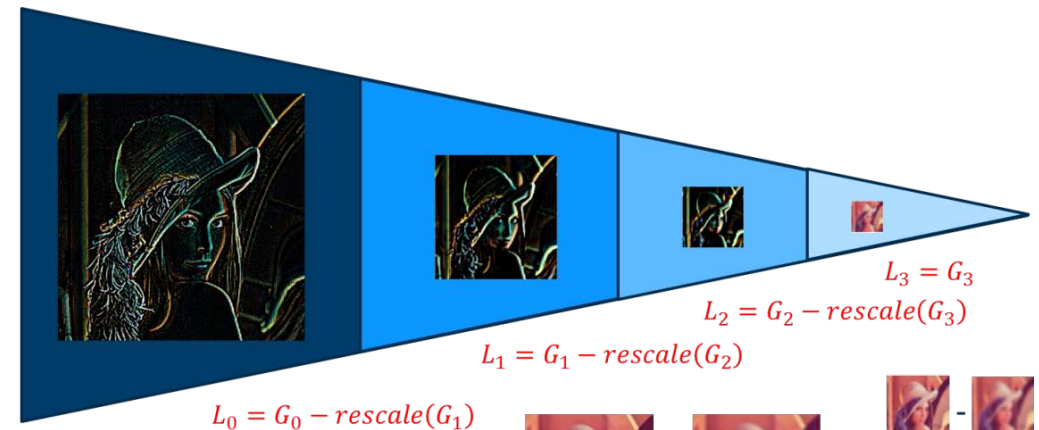 L₃ = G₃
L₂ = G₂ − rescale(G₃)
L₁ = G₁ − rescale(G₂)
L₀ = G₀ − rescale(G₁)
-